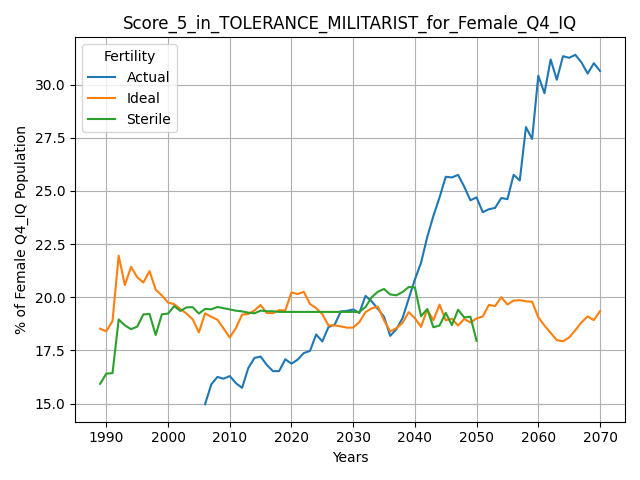 Score_5_in_TOLERANCE_MILITARIST_for_Female_Q4_IQ
Fertility
Actual
Ideal
Sterile
% of Female Q4_IQ Population
30.0
27.5
25.0
22.5
20.0
17.5
15.0
1990 2000 2010 2020 2030 2040 2050 2060 2070
Years